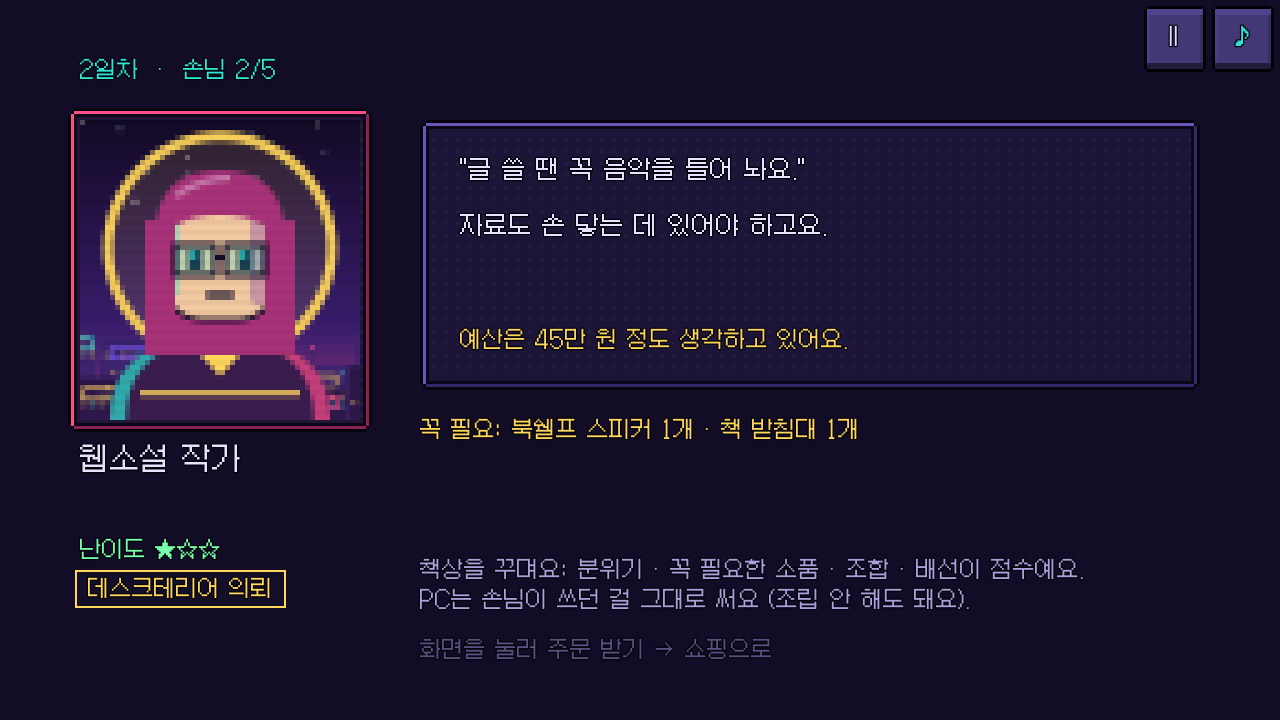 2일차 · 손님 2/5
"글 쓸 땐 꼭 음악을 틀어 놔요."
자료도 손 닿는 데 있어야 하고요.
예산은 45만 원 정도 생각하고 있어요.
꼭 필요: 북쉘프 스피커 1개 · 책 받침대 1개
웹소설 작가
난이도 ★☆☆
데스크테리어 의뢰
책상을 꾸며요: 분위기 · 꼭 필요한 소품 · 조합 · 배선이 점수예요.
PC는 손님이 쓰던 걸 그대로 써요 (조립 안 해도 돼요).
화면을 눌러 주문 받기 → 쇼핑으로